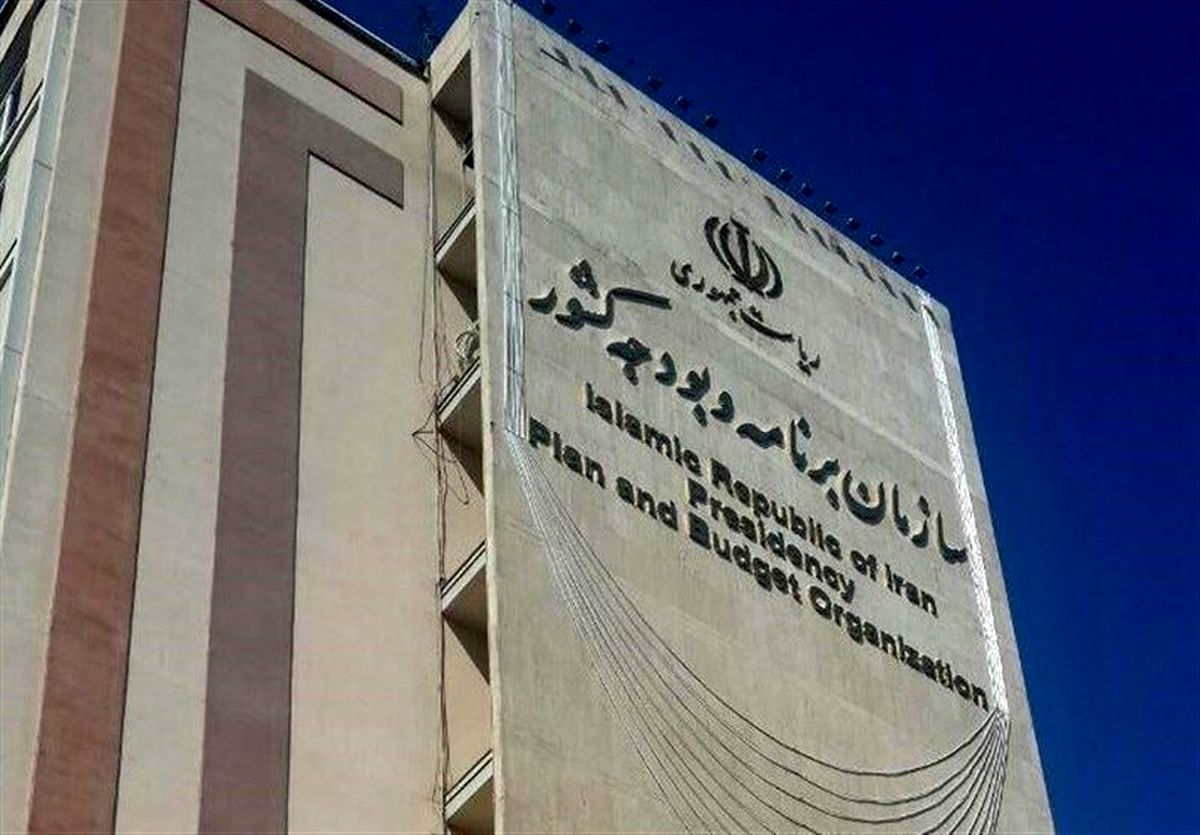 ریاست جمهوری
سازمان برنامه و بودجه کشور
Islamic Republic of Iran
Presidency
Plan and Budget Organization